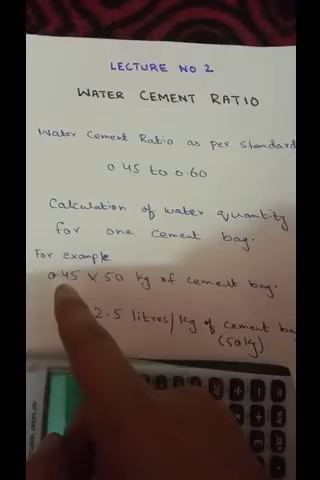 LECTURE NO 2
WATER CEMENT RATIO
Water Cement Ratio as per standard
0.45 to 0.60
Calculation of water quantity
for one cement bag.
For example
0.45 × 50 kg of cement bag.
2.5 litres/kg of cement ba
(50kg)